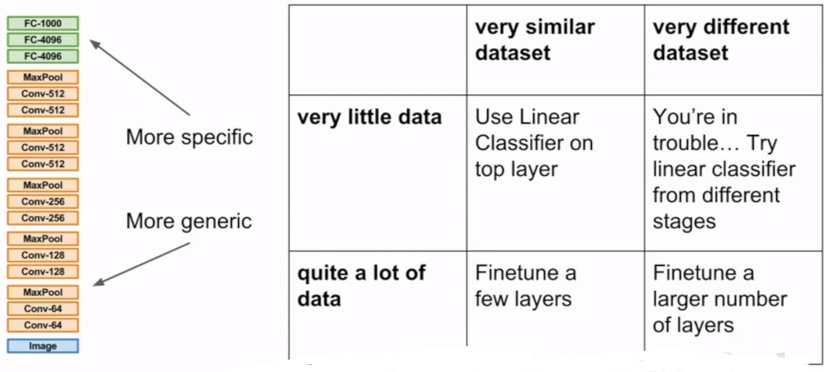 FC-1000
FC-4096
FC-4096
MaxPool
Conv-512
Conv-512
MaxPool
Conv-512
Conv-512
MaxPool
Conv-256
Conv-256
MaxPool
Conv-128
Conv-128
MaxPool
Conv-64
Conv-64
Image
More specific
More generic
very similar
dataset
very different
dataset
very little data
Use Linear
Classifier on
top layer
You're in
trouble... Try
linear classifier
from different
stages
quite a lot of
data
Finetune a
few layers
Finetune a
larger number
of layers